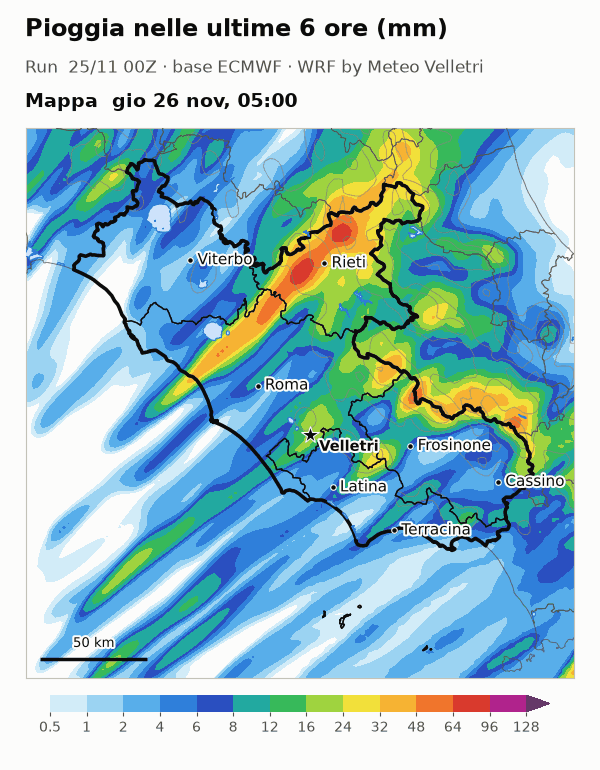 Pioggia nelle ultime 6 ore (mm)
Run  25/11 00Z · base ECMWF · WRF by Meteo Velletri
Mappa  gio 26 nov, 05:00
Viterbo
Rieti
Roma
Velletri
Frosinone
Latina
Cassino
Terracina
50 km
0.5 1 2 4 6 8 12 16 24 32 48 64 96 128